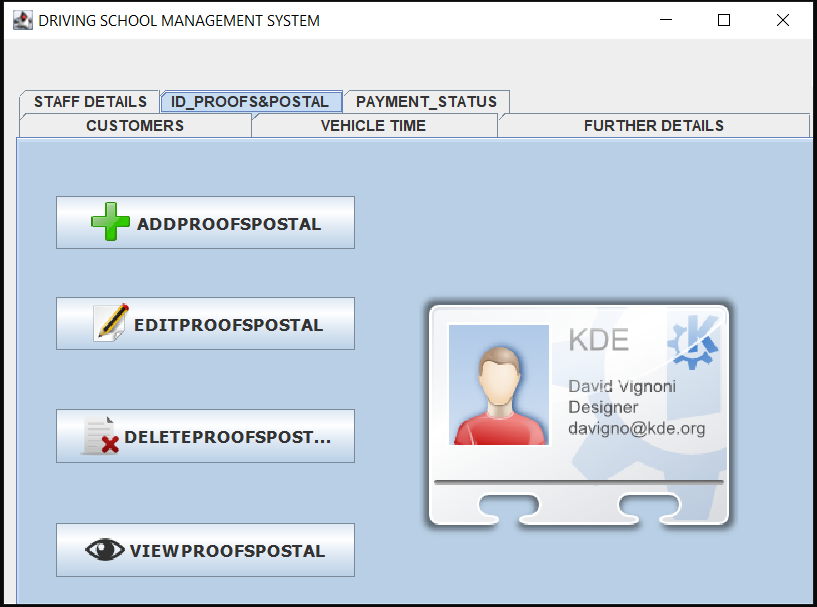 DRIVING SCHOOL MANAGEMENT SYSTEM
STAFF DETAILS
ID_PROOFS&POSTAL
PAYMENT_STATUS
CUSTOMERS
VEHICLE TIME
FURTHER DETAILS
ADDPROOFSPOSTAL
EDITPROOFSPOSTAL
DELETEPROOFSPOST...
VIEWPROOFSPOSTAL
KDE
K
David Vignoni
Designer
davigno@kde.org